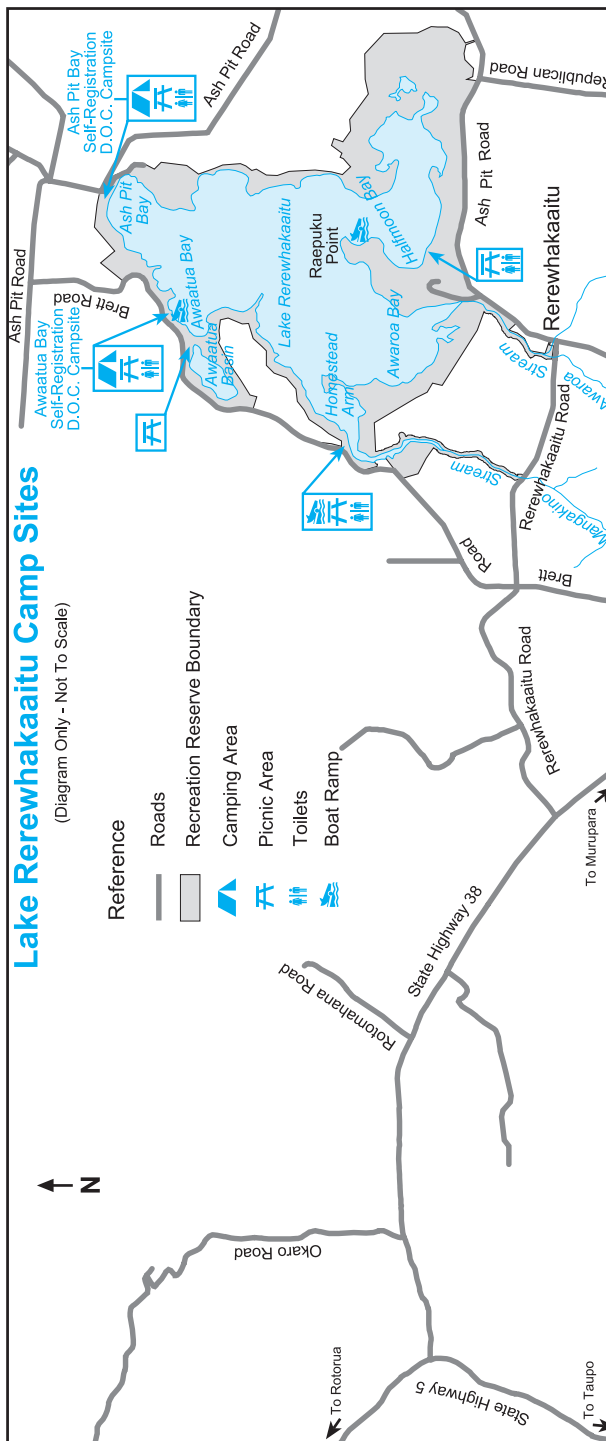 Lake Rerewhakaaitu Camp Sites
(Diagram Only - Not To Scale)
Reference
Roads
Recreation Reserve Boundary
Camping Area
Picnic Area
Toilets
Boat Ramp
N
To Rotorua
State Highway 5
To Taupo
Okaro Road
Rotomahana Road
State Highway 38
To Murupara
Rerewhakaaitu Road
Brett
Road
Rerewhakaaitu Road
Mangakino
Stream
Awaroa
Stream
Rerewhakaaitu
Ash Pit Road
Brett Road
Awaatua Bay
Self-Registration
D.O.C. Campsite
Ash Pit Bay
Self-Registration
D.O.C. Campsite
Ash Pit Road
Ash Pit
Bay
Awaatua Bay
Awaatua
Basin
Lake Rerewhakaaitu
Homestead
Arm
Raepuku
Point
Halfmoon Bay
Awaroa Bay
Ash Pit Road
Republican Road